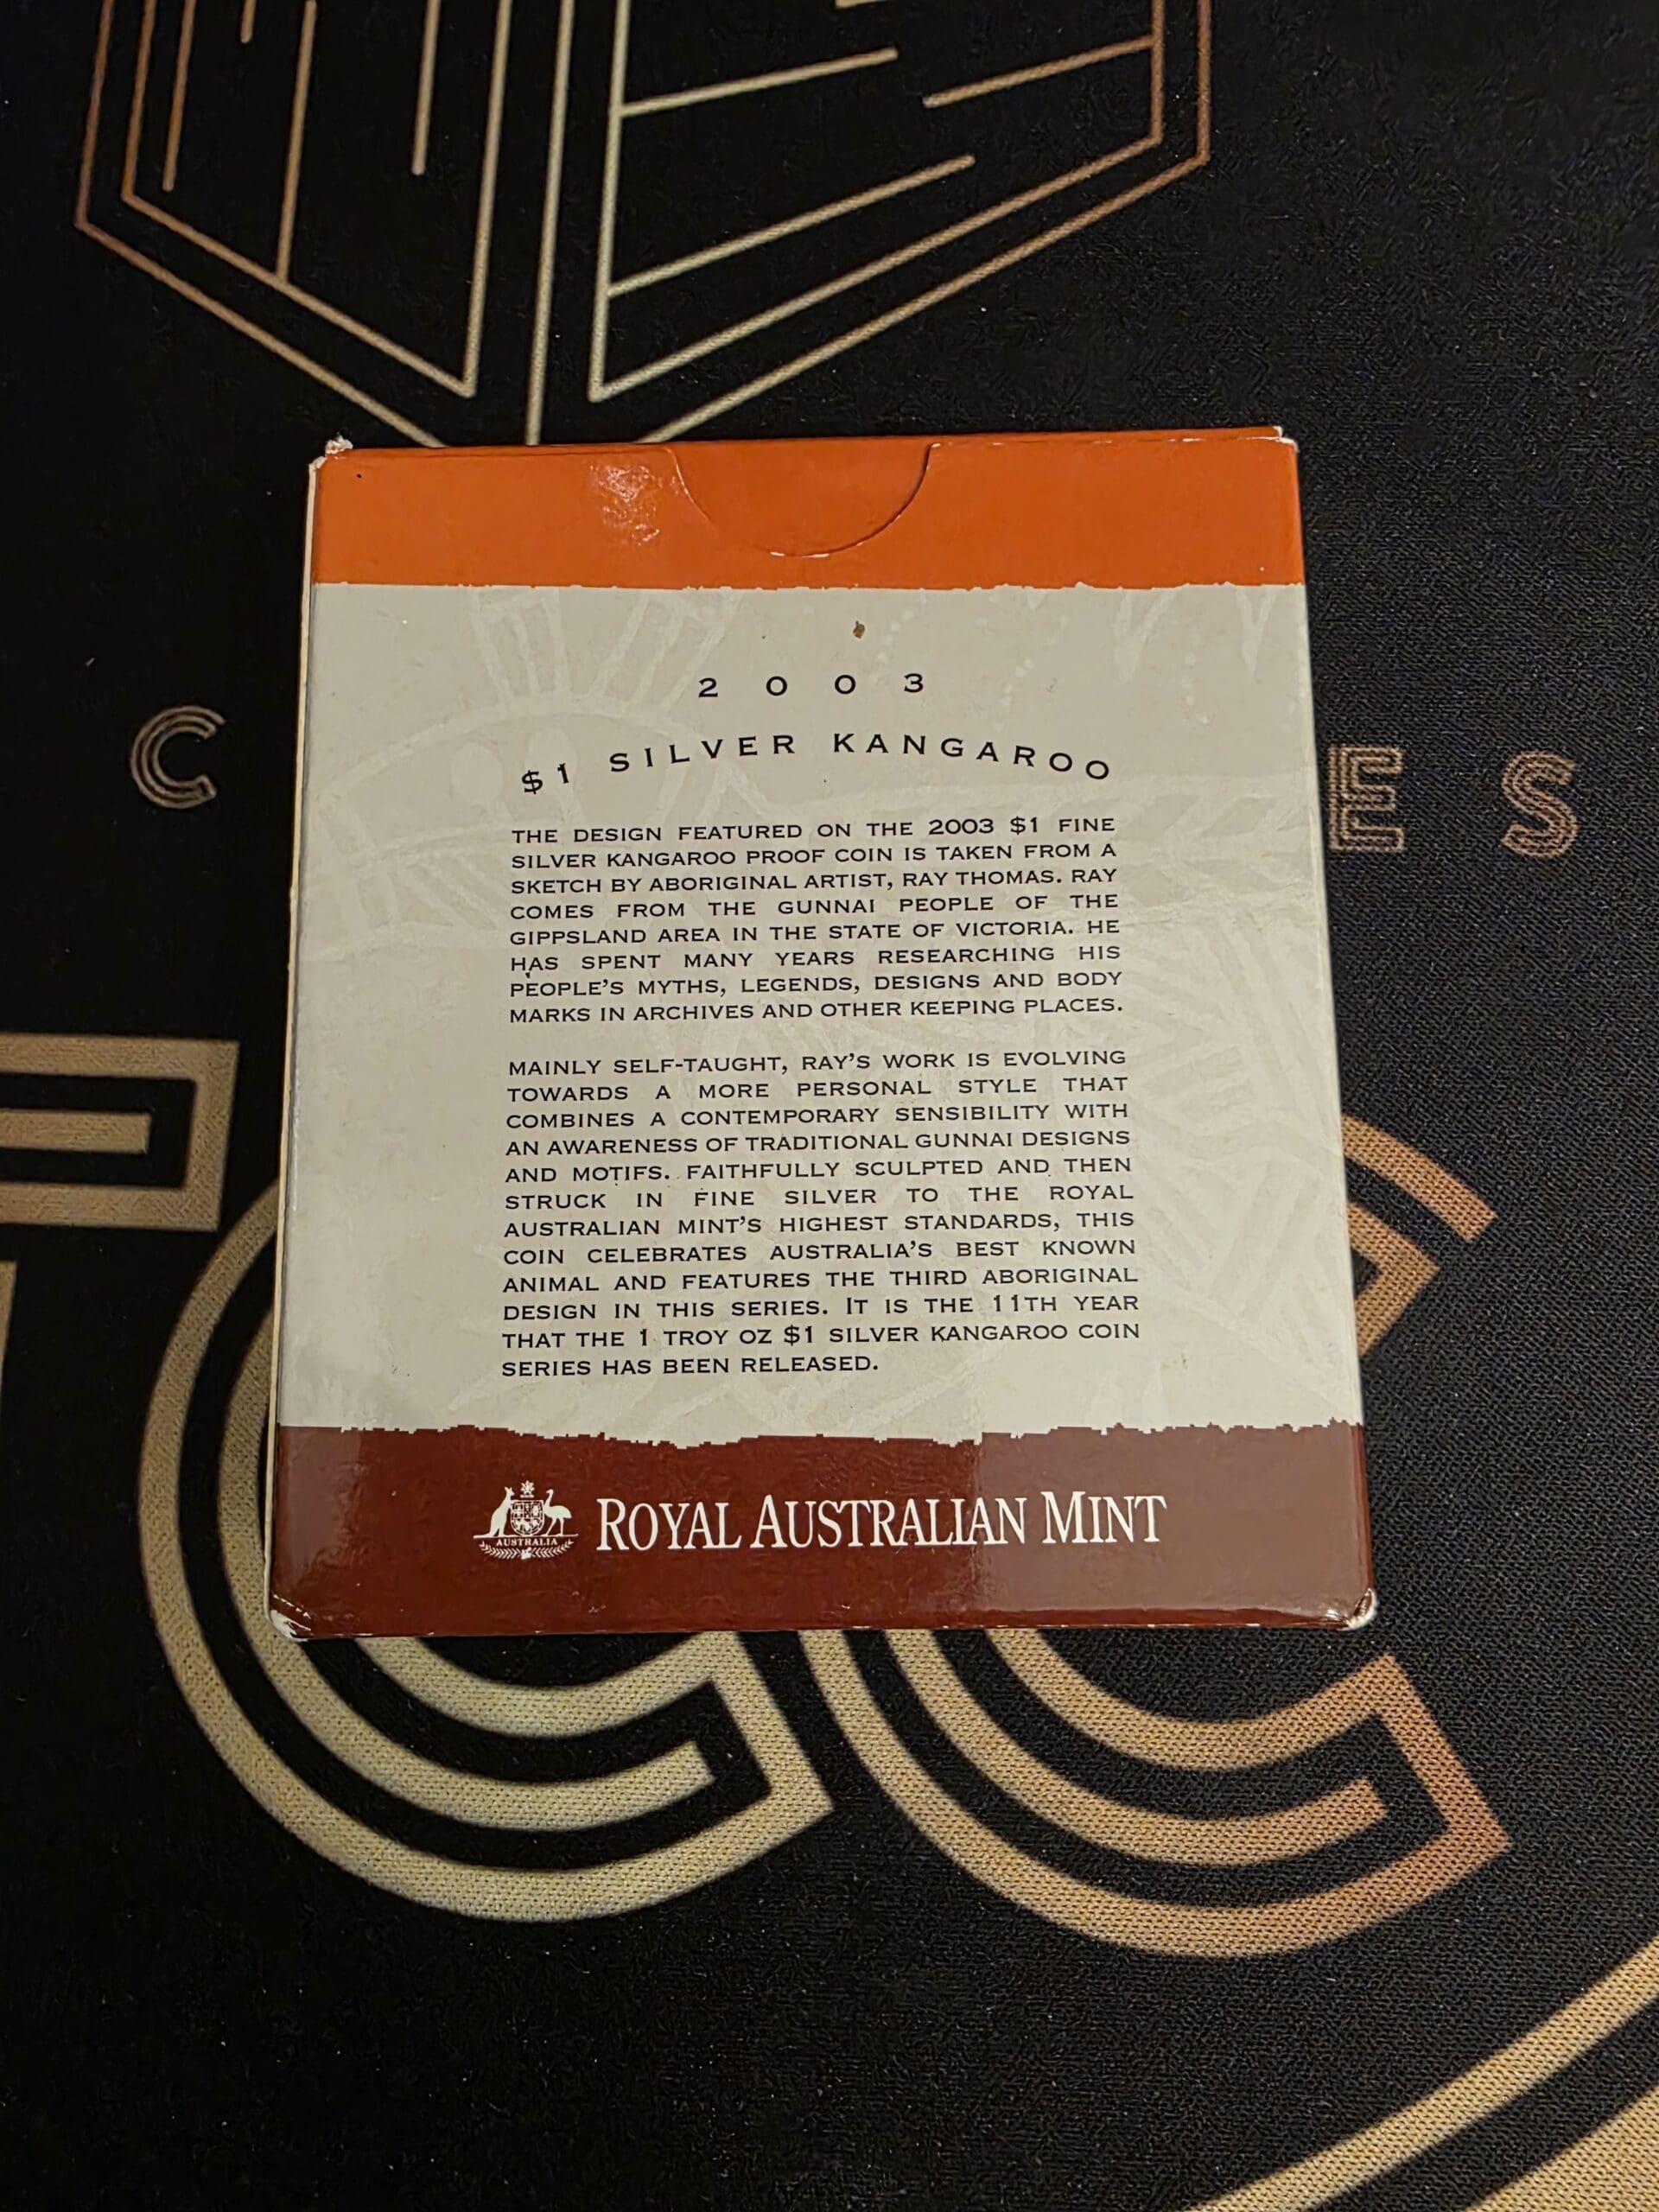 2003
$1 SILVER KANGAROO
C
ES
THE DESIGN FEATURED ON THE 2003 $1 FINE
SILVER KANGAROO PROOF COIN IS TAKEN FROM A
SKETCH BY ABORIGINAL ARTIST, RAY THOMAS. RAY
COMES FROM THE GUNNAI PEOPLE OF THE
GIPPSLAND AREA IN THE STATE OF VICTORIA. HE
HAS SPENT MANY YEARS RESEARCHING HIS
PEOPLE'S MYTHS, LEGENDS, DESIGNS AND BODY
MARKS IN ARCHIVES AND OTHER KEEPING PLACES.
MAINLY SELF-TAUGHT, RAY'S WORK IS EVOLVING
TOWARDS A MORE PERSONAL STYLE THAT
COMBINES A CONTEMPORARY SENSIBILITY WITH
AN AWARENESS OF TRADITIONAL GUNNAI DESIGNS
AND MOTIFS. FAITHFULLY SCULPTED AND THEN
STRUCK IN FINE SILVER TO THE ROYAL
AUSTRALIAN MINT'S HIGHEST STANDARDS, THIS
COIN CELEBRATES AUSTRALIA'S BEST KNOWN
ANIMAL AND FEATURES THE THIRD ABORIGINAL
DESIGN IN THIS SERIES. IT IS THE 11TH YEAR
THAT THE 1 TROY OZ $1 SILVER KANGAROO COIN
SERIES HAS BEEN RELEASED.
AUSTRALIA
ROYAL AUSTRALIAN MINT